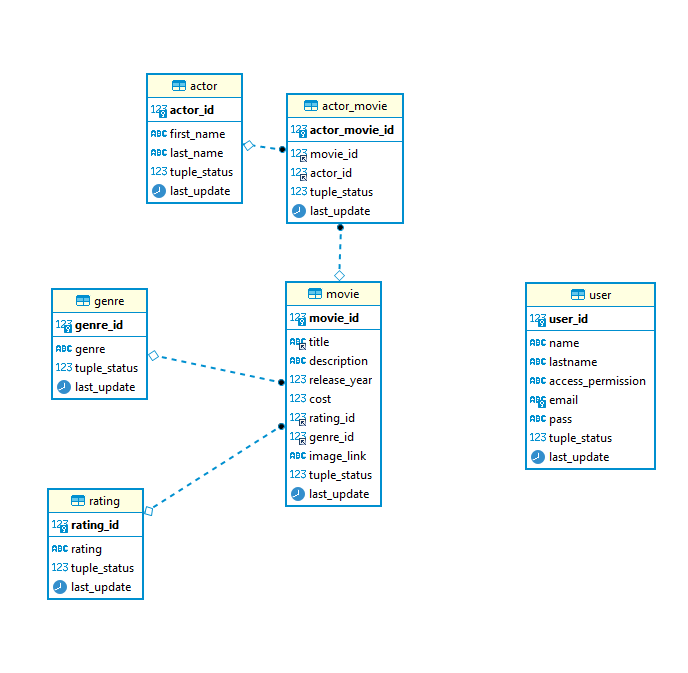 actor
123 actor_id
ABC first_name
ABC last_name
123 tuple_status
last_update
actor_movie
123 actor_movie_id
123 movie_id
123 actor_id
123 tuple_status
last_update
genre
123 genre_id
ABC genre
123 tuple_status
last_update
movie
123 movie_id
ABC title
ABC description
123 release_year
123 cost
123 rating_id
123 genre_id
ABC image_link
123 tuple_status
last_update
user
123 user_id
ABC name
ABC lastname
ABC access_permission
ABC email
ABC pass
123 tuple_status
last_update
rating
123 rating_id
ABC rating
123 tuple_status
last_update